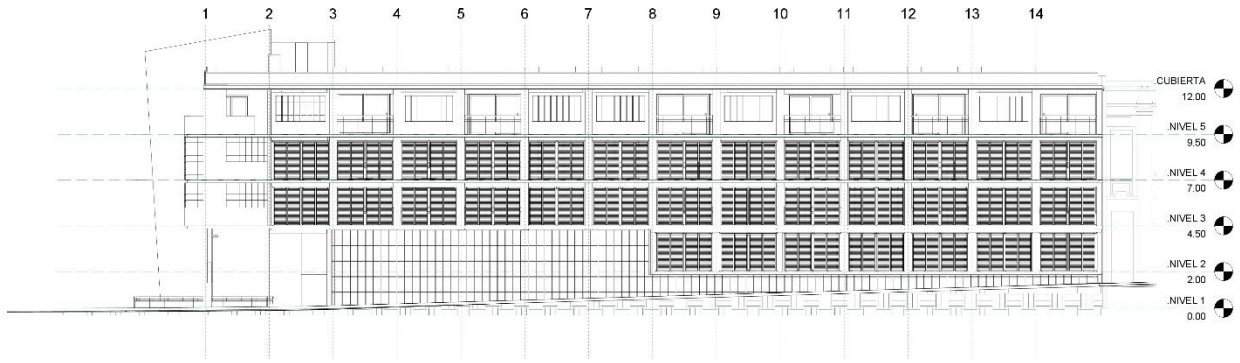 1 2 3 4 5 6 7 8 9 10 11 12 13 14
CUBIERTA
12.00
NIVEL 5
9.50
NIVEL 4
7.00
NIVEL 3
4.50
NIVEL 2
2.00
NIVEL 1
0.00